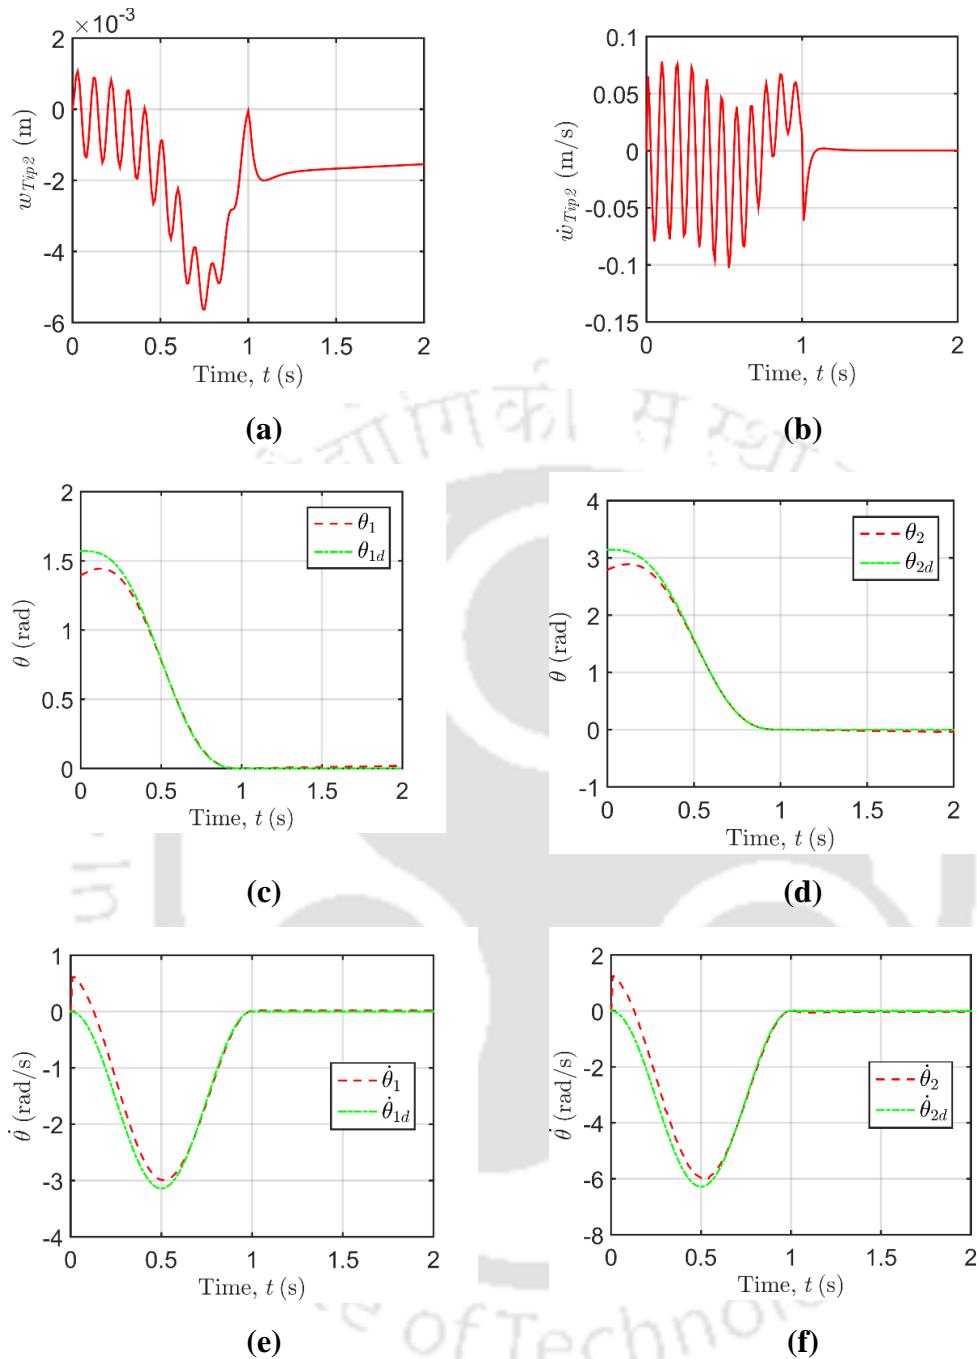 ×10⁻³
2
0
-2
-4
-6
w_Tip2 (m)
0 0.5 1 1.5 2
Time, t (s)
(a)
0.1
0.05
0
-0.05
-0.1
-0.15
ẇ_Tip2 (m/s)
0 0.5 1 1.5 2
Time, t (s)
(b)
2
1.5
1
0.5
0
θ (rad)
θ₁
θ₁d
0 0.5 1 1.5 2
Time, t (s)
(c)
4
3
2
1
0
-1
θ (rad)
θ₂
θ₂d
0 0.5 1 1.5 2
Time, t (s)
(d)
1
0
-1
-2
-3
-4
θ̇ (rad/s)
θ̇₁
θ̇₁d
0 0.5 1 1.5 2
Time, t (s)
(e)
2
0
-2
-4
-6
-8
θ̇ (rad/s)
θ̇₂
θ̇₂d
0 0.5 1 1.5 2
Time, t (s)
(f)
of Technolo